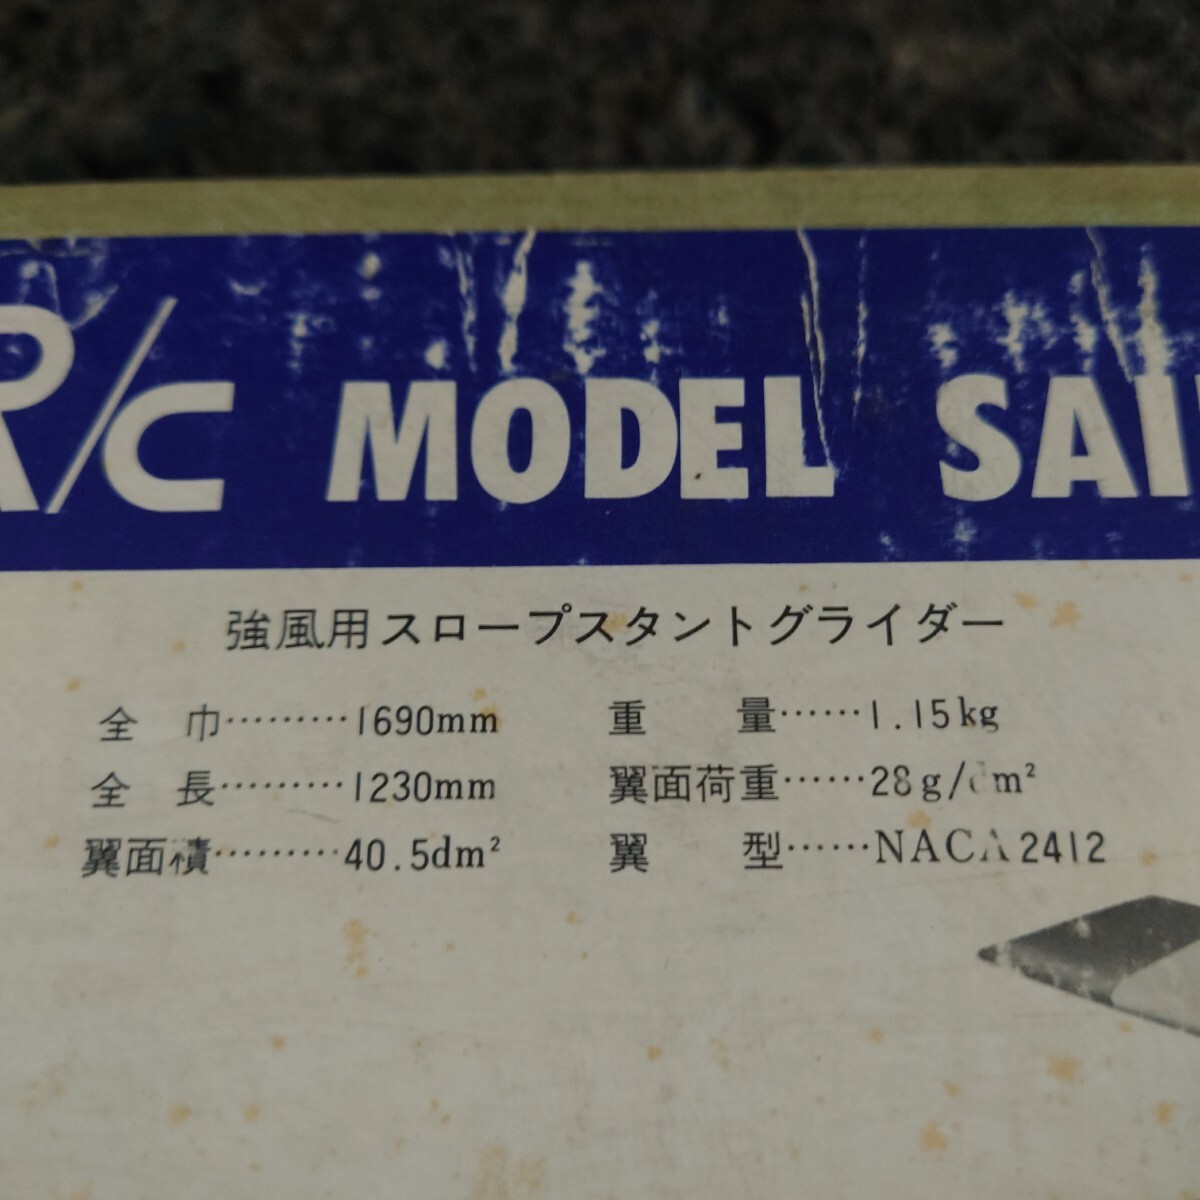 R/C MODEL SAI
強風用スロープスタントグライダー
全 巾………1690mm
全 長………1230mm
翼面積………40.5dm²
重 量……1.15kg
翼面荷重……28g/dm²
翼 型……NACA2412